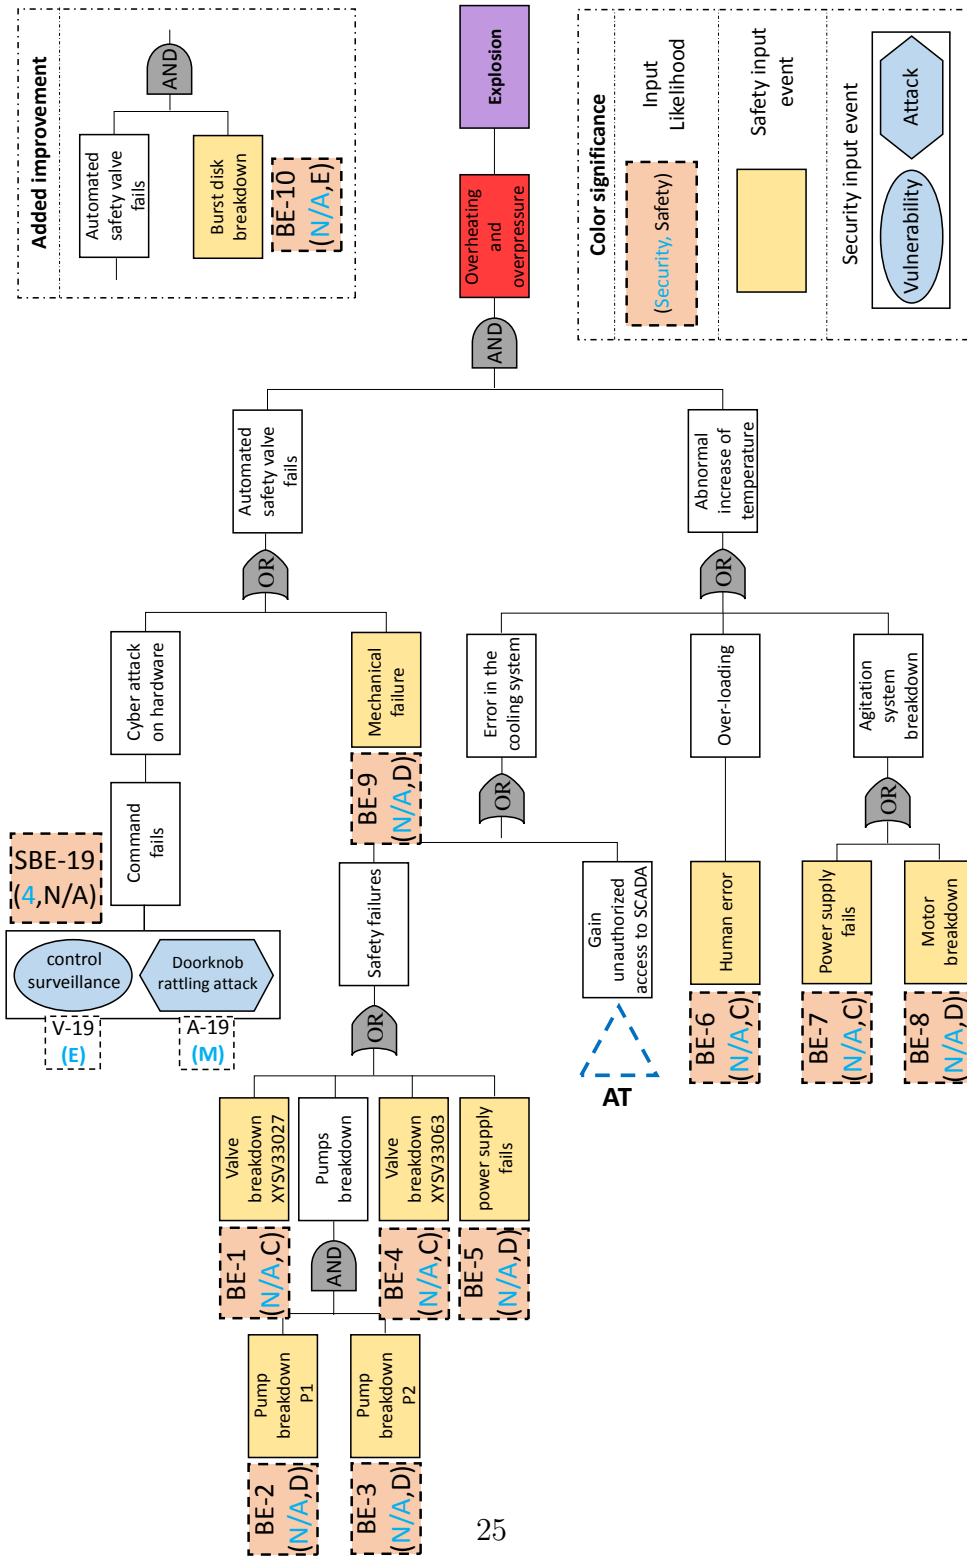 Added improvement
Automated
safety valve
fails
Burst disk
breakdown
BE-10
(N/A,E)
AND
Explosion
Overheating
and
overpressure
AND
Color significance
(Security, Safety)
Input
Likelihood
Safety input
event
Security input event
Vulnerability
Attack
Automated
safety valve
fails
OR
Cyber attack
on hardware
Command
fails
SBE-19
(4,N/A)
control
surveillance
Doorknob
rattling attack
V-19
(E)
A-19
(M)
Mechanical
failure
BE-9
(N/A,D)
Abnormal
increase of
temperature
OR
Error in the
cooling system
OR
Safety failures
OR
Valve
breakdown
XYSV33027
BE-1
(N/A,C)
Pumps
breakdown
AND
Pump
breakdown
P1
BE-2
(N/A,D)
Pump
breakdown
P2
BE-3
(N/A,D)
Valve
breakdown
XYSV33063
BE-4
(N/A,C)
power supply
fails
BE-5
(N/A,D)
Gain
unauthorized
access to SCADA
AT
Over-loading
Human error
BE-6
(N/A,C)
Agitation
system
breakdown
OR
Power supply
fails
BE-7
(N/A,C)
Motor
breakdown
BE-8
(N/A,D)
25